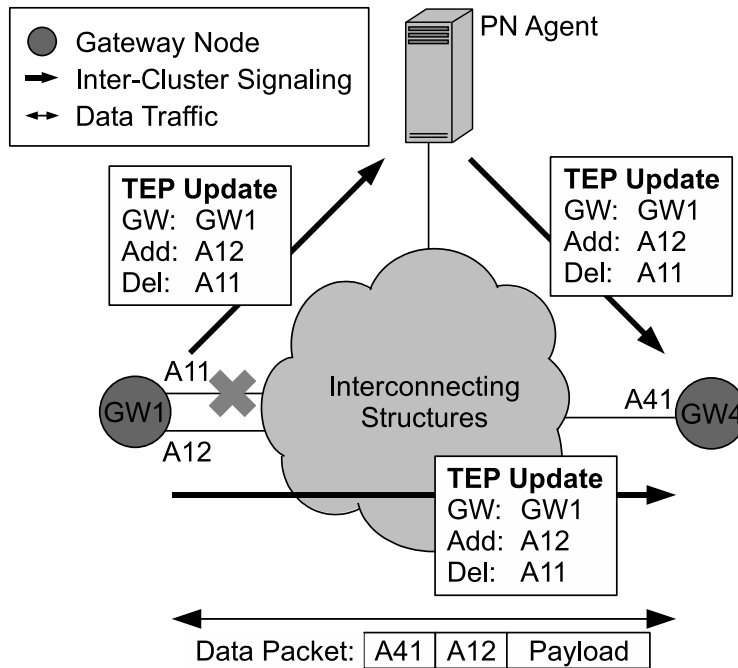 PN Agent
Gateway Node
Inter-Cluster Signaling
Data Traffic
TEP Update
GW: GW1
Add: A12
Del: A11
TEP Update
GW: GW1
Add: A12
Del: A11
A11
GW1
A12
Interconnecting
Structures
A41
GW4
TEP Update
GW: GW1
Add: A12
Del: A11
Data Packet: A41 A12 Payload